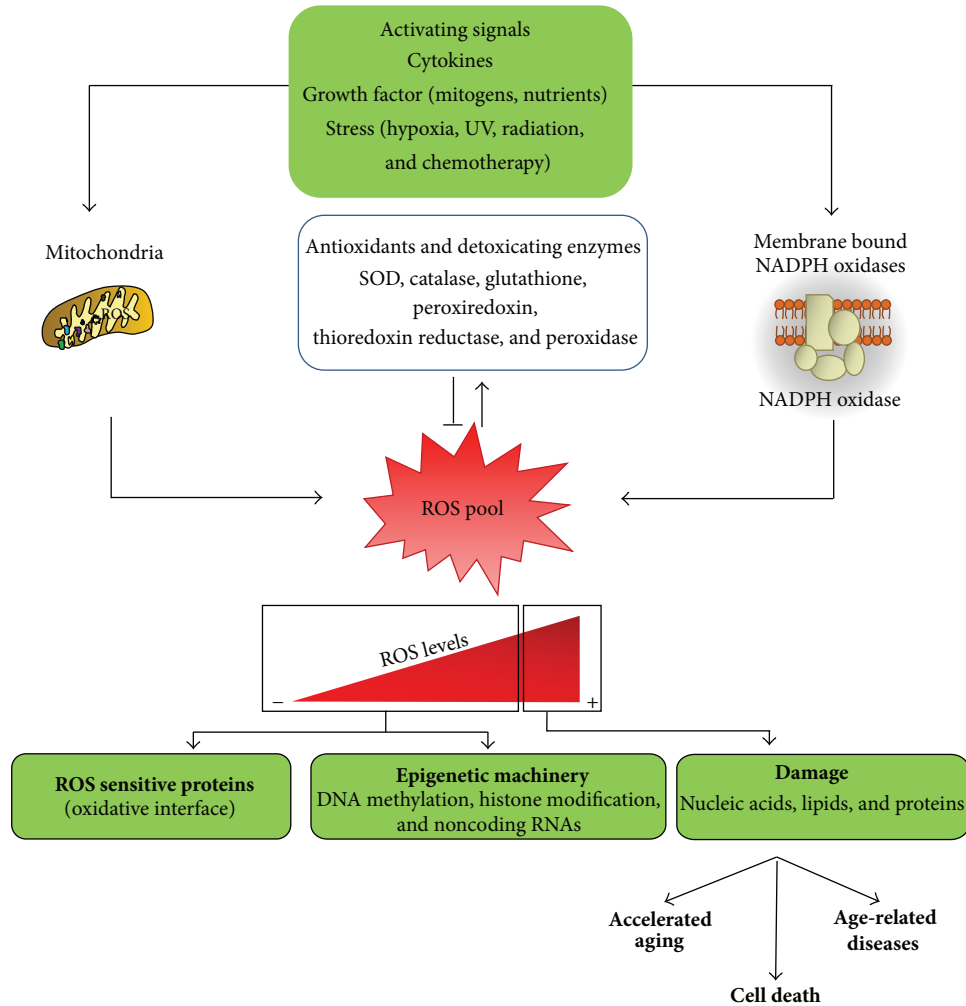 Activating signals
Cytokines
Growth factor (mitogens, nutrients)
Stress (hypoxia, UV, radiation,
and chemotherapy)
Mitochondria
ROS
Antioxidants and detoxicating enzymes
SOD, catalase, glutathione,
peroxiredoxin,
thioredoxin reductase, and peroxidase
Membrane bound
NADPH oxidases
NADPH oxidase
ROS pool
ROS levels
−
+
ROS sensitive proteins
(oxidative interface)
Epigenetic machinery
DNA methylation, histone modification,
and noncoding RNAs
Damage
Nucleic acids, lipids, and proteins
Accelerated
aging
Cell death
Age-related
diseases